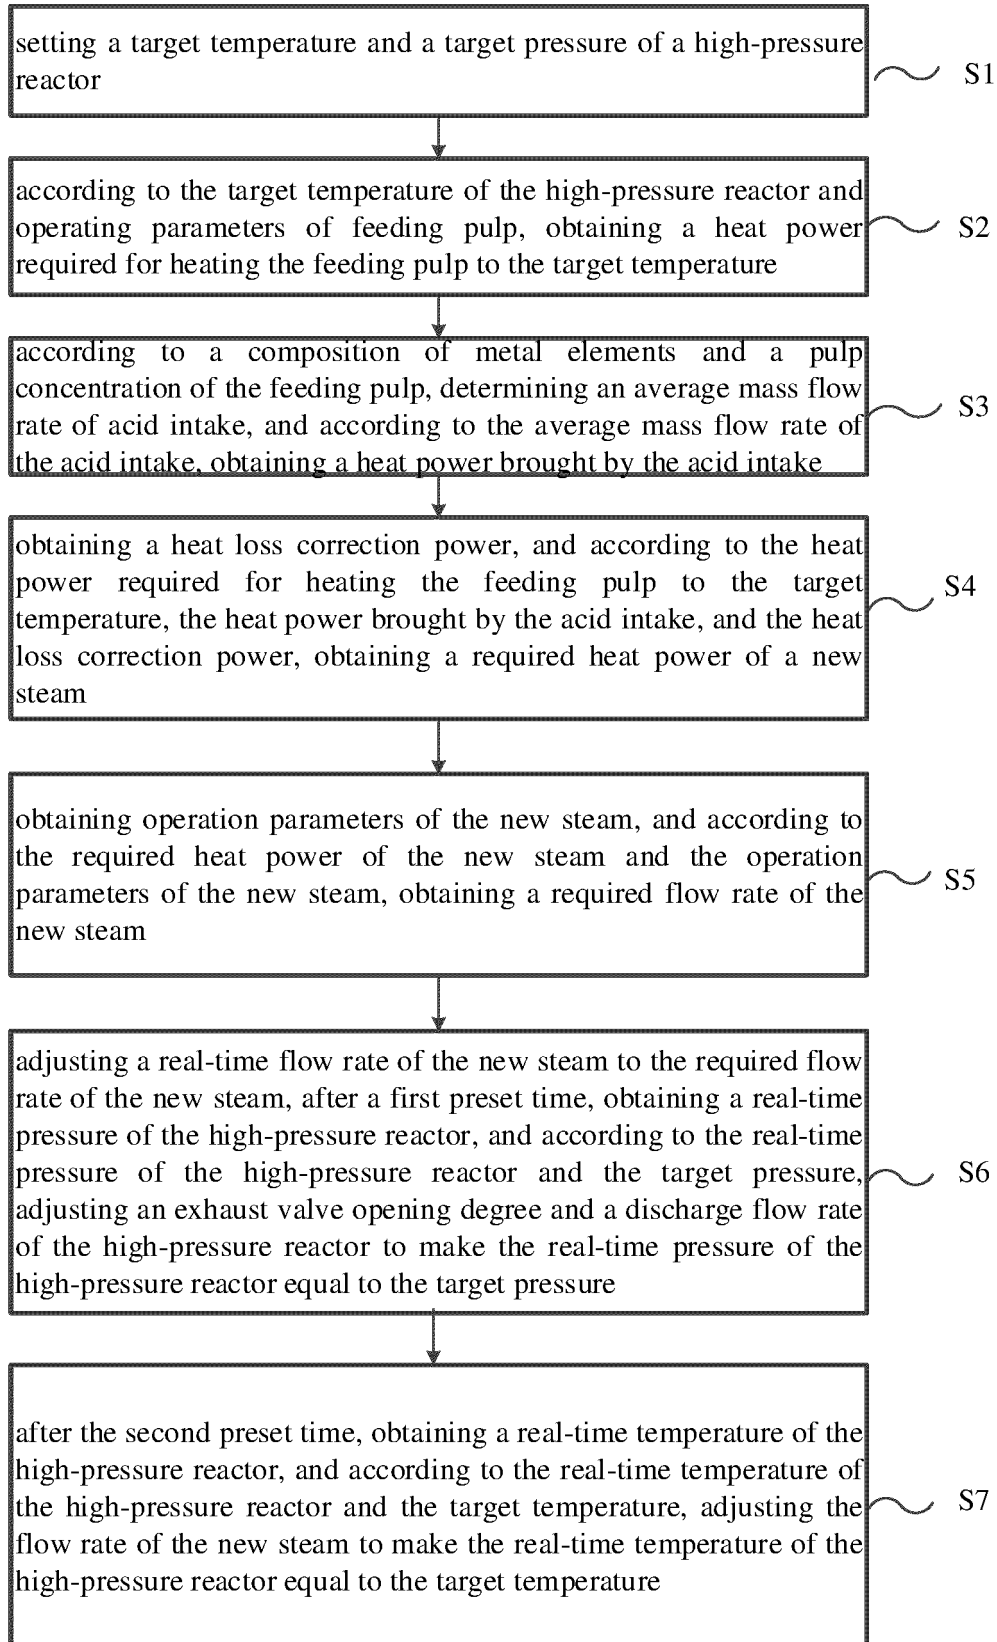 setting a target temperature and a target pressure of a high-pressure
reactor
S1
according to the target temperature of the high-pressure reactor and
operating parameters of feeding pulp, obtaining a heat power
required for heating the feeding pulp to the target temperature
S2
according to a composition of metal elements and a pulp
concentration of the feeding pulp, determining an average mass flow
rate of acid intake, and according to the average mass flow rate of
the acid intake, obtaining a heat power brought by the acid intake
S3
obtaining a heat loss correction power, and according to the heat
power required for heating the feeding pulp to the target
temperature, the heat power brought by the acid intake, and the heat
loss correction power, obtaining a required heat power of a new
steam
S4
obtaining operation parameters of the new steam, and according to
the required heat power of the new steam and the operation
parameters of the new steam, obtaining a required flow rate of the
new steam
S5
adjusting a real-time flow rate of the new steam to the required flow
rate of the new steam, after a first preset time, obtaining a real-time
pressure of the high-pressure reactor, and according to the real-time
pressure of the high-pressure reactor and the target pressure,
adjusting an exhaust valve opening degree and a discharge flow rate
of the high-pressure reactor to make the real-time pressure of the
high-pressure reactor equal to the target pressure
S6
after the second preset time, obtaining a real-time temperature of the
high-pressure reactor, and according to the real-time temperature of
the high-pressure reactor and the target temperature, adjusting the
flow rate of the new steam to make the real-time temperature of the
high-pressure reactor equal to the target temperature
S7